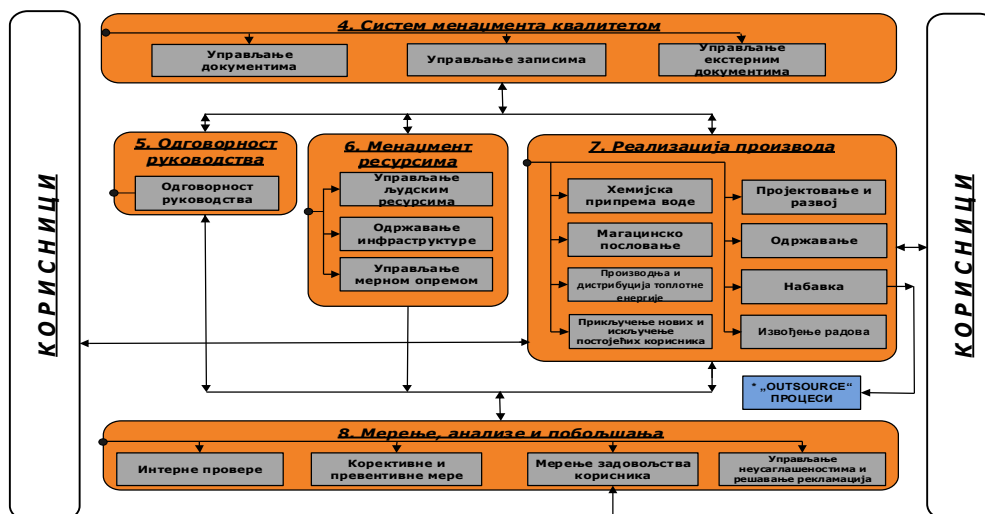 4. Систем менаџмента квалитетом
Управљање
документима
Управљање записима
Управљање
екстерним
документима
5. Одговорност
руководства
Одговорност
руководства
6. Менаџмент
ресурсима
Управљање
људским
ресурсима
Одржавање
инфраструктуре
Управљање
мерном опремом
7. Реализација производа
Хемијска
припрема воде
Магацинско
пословање
Производња и
дистрибуција топлотне
енергије
Прикључење нових и
искључење
постојећих корисника
Пројектовање и
развој
Одржавање
Набавка
Извођење радова
* „OUTSOURCE“
ПРОЦЕСИ
8. Мерење, анализе и побољшања
Интерне провере
Корективне и
превентивне мере
Мерење задовољства
корисника
Управљање
неусаглашеностима и
решавање рекламација
КОРИСНИЦИ
КОРИСНИЦИ